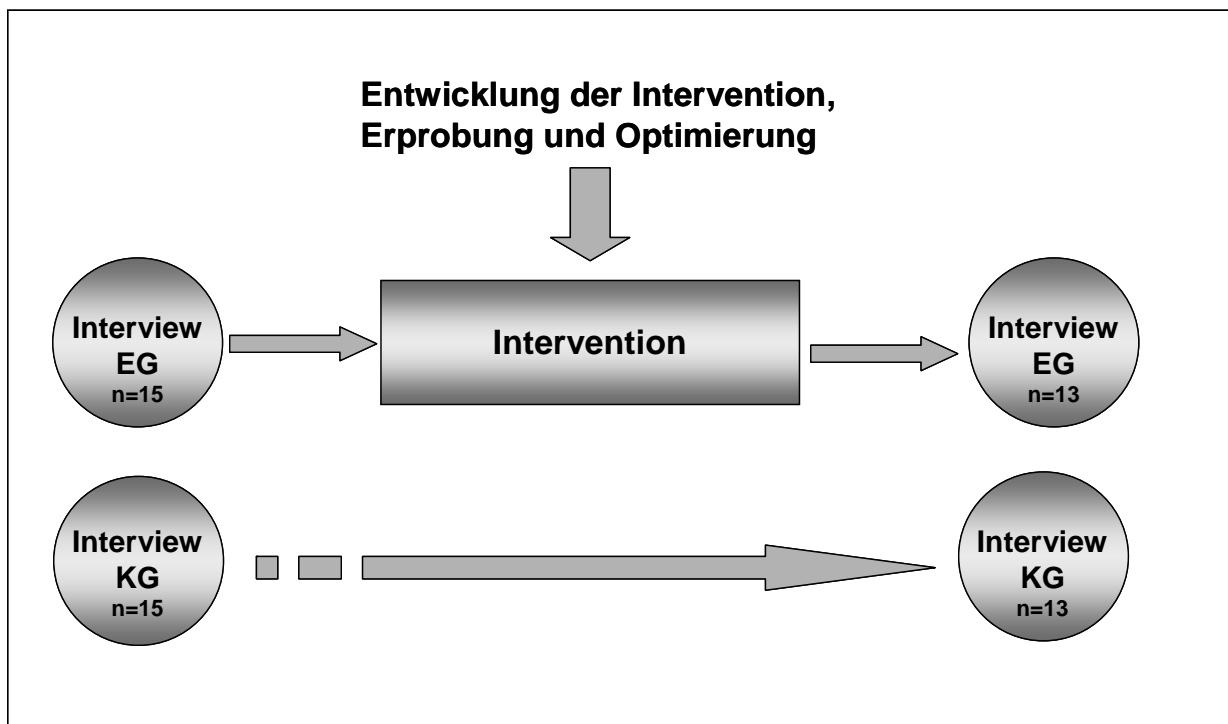 Entwicklung der Intervention,
Erprobung und Optimierung
Interview
EG
n=15
Intervention
Interview
EG
n=13
Interview
KG
n=15
Interview
KG
n=13